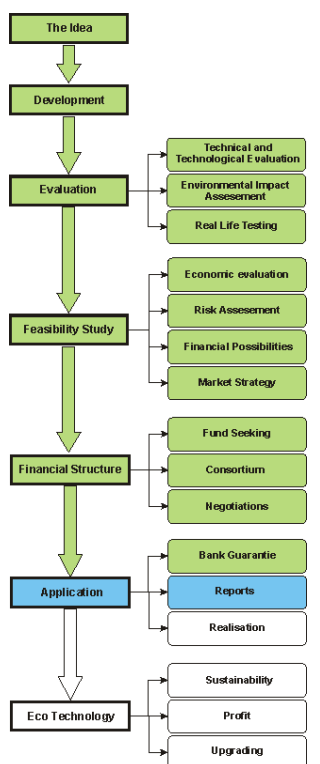 The Idea
Development
Evaluation
Technical and
Technological Evaluation
Environmental Impact
Assesement
Real Life Testing
Feasibility Study
Economic evaluation
Risk Assesement
Financial Possibilities
Market Strategy
Financial Structure
Fund Seeking
Consortium
Negotiations
Application
Bank Guarantie
Reports
Realisation
Eco Technology
Sustainability
Profit
Upgrading